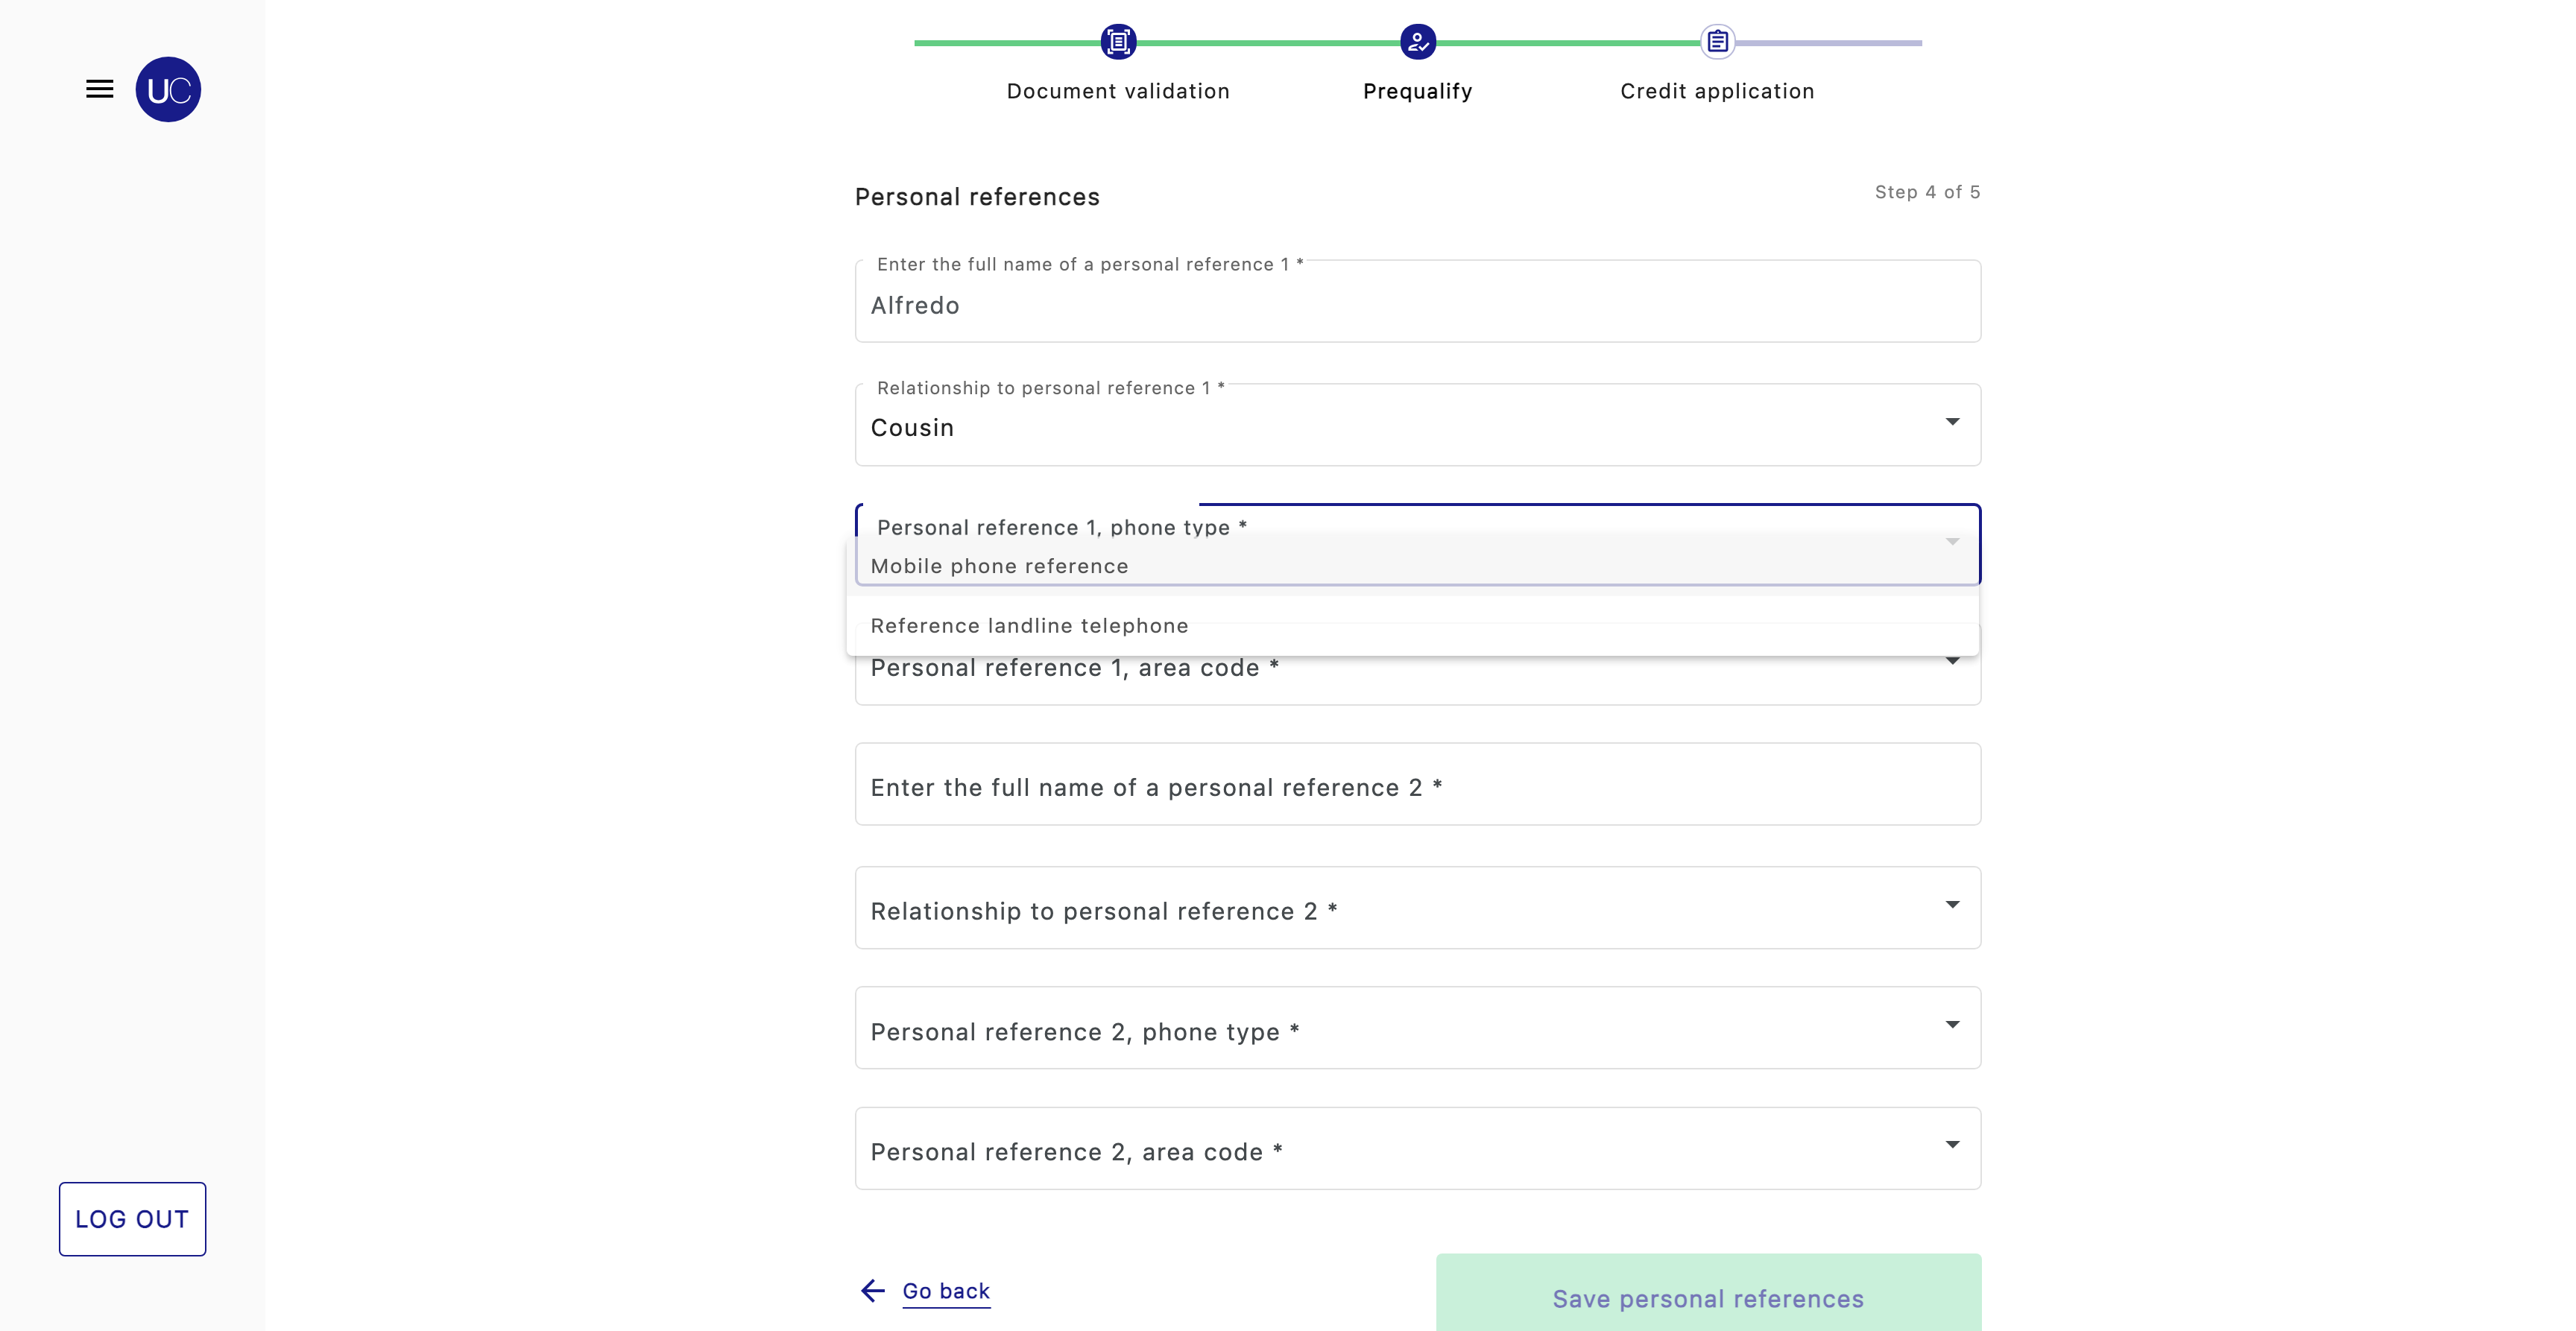 UC
Document validation
Prequalify
Credit application
Personal references
Step 4 of 5
Enter the full name of a personal reference 1 *
Alfredo
Relationship to personal reference 1 *
Cousin
Personal reference 1, phone type *
Mobile phone reference
Reference landline telephone
Personal reference 1, area code *
Enter the full name of a personal reference 2 *
Relationship to personal reference 2 *
Personal reference 2, phone type *
Personal reference 2, area code *
LOG OUT
Go back
Save personal references